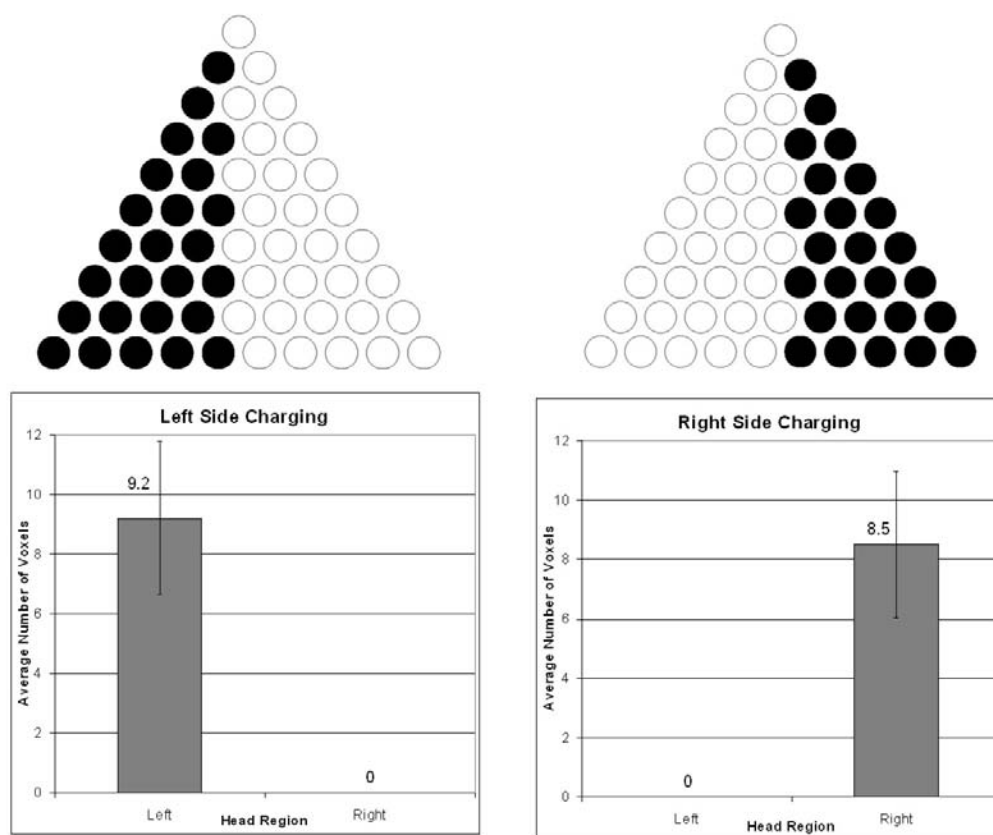 Left Side Charging
12
10
8
6
4
2
0
9.2
0
Average Number of Voxels
Left
Right
Head Region
Right Side Charging
12
10
8
6
4
2
0
8.5
0
Average Number of Voxels
Left
Right
Head Region